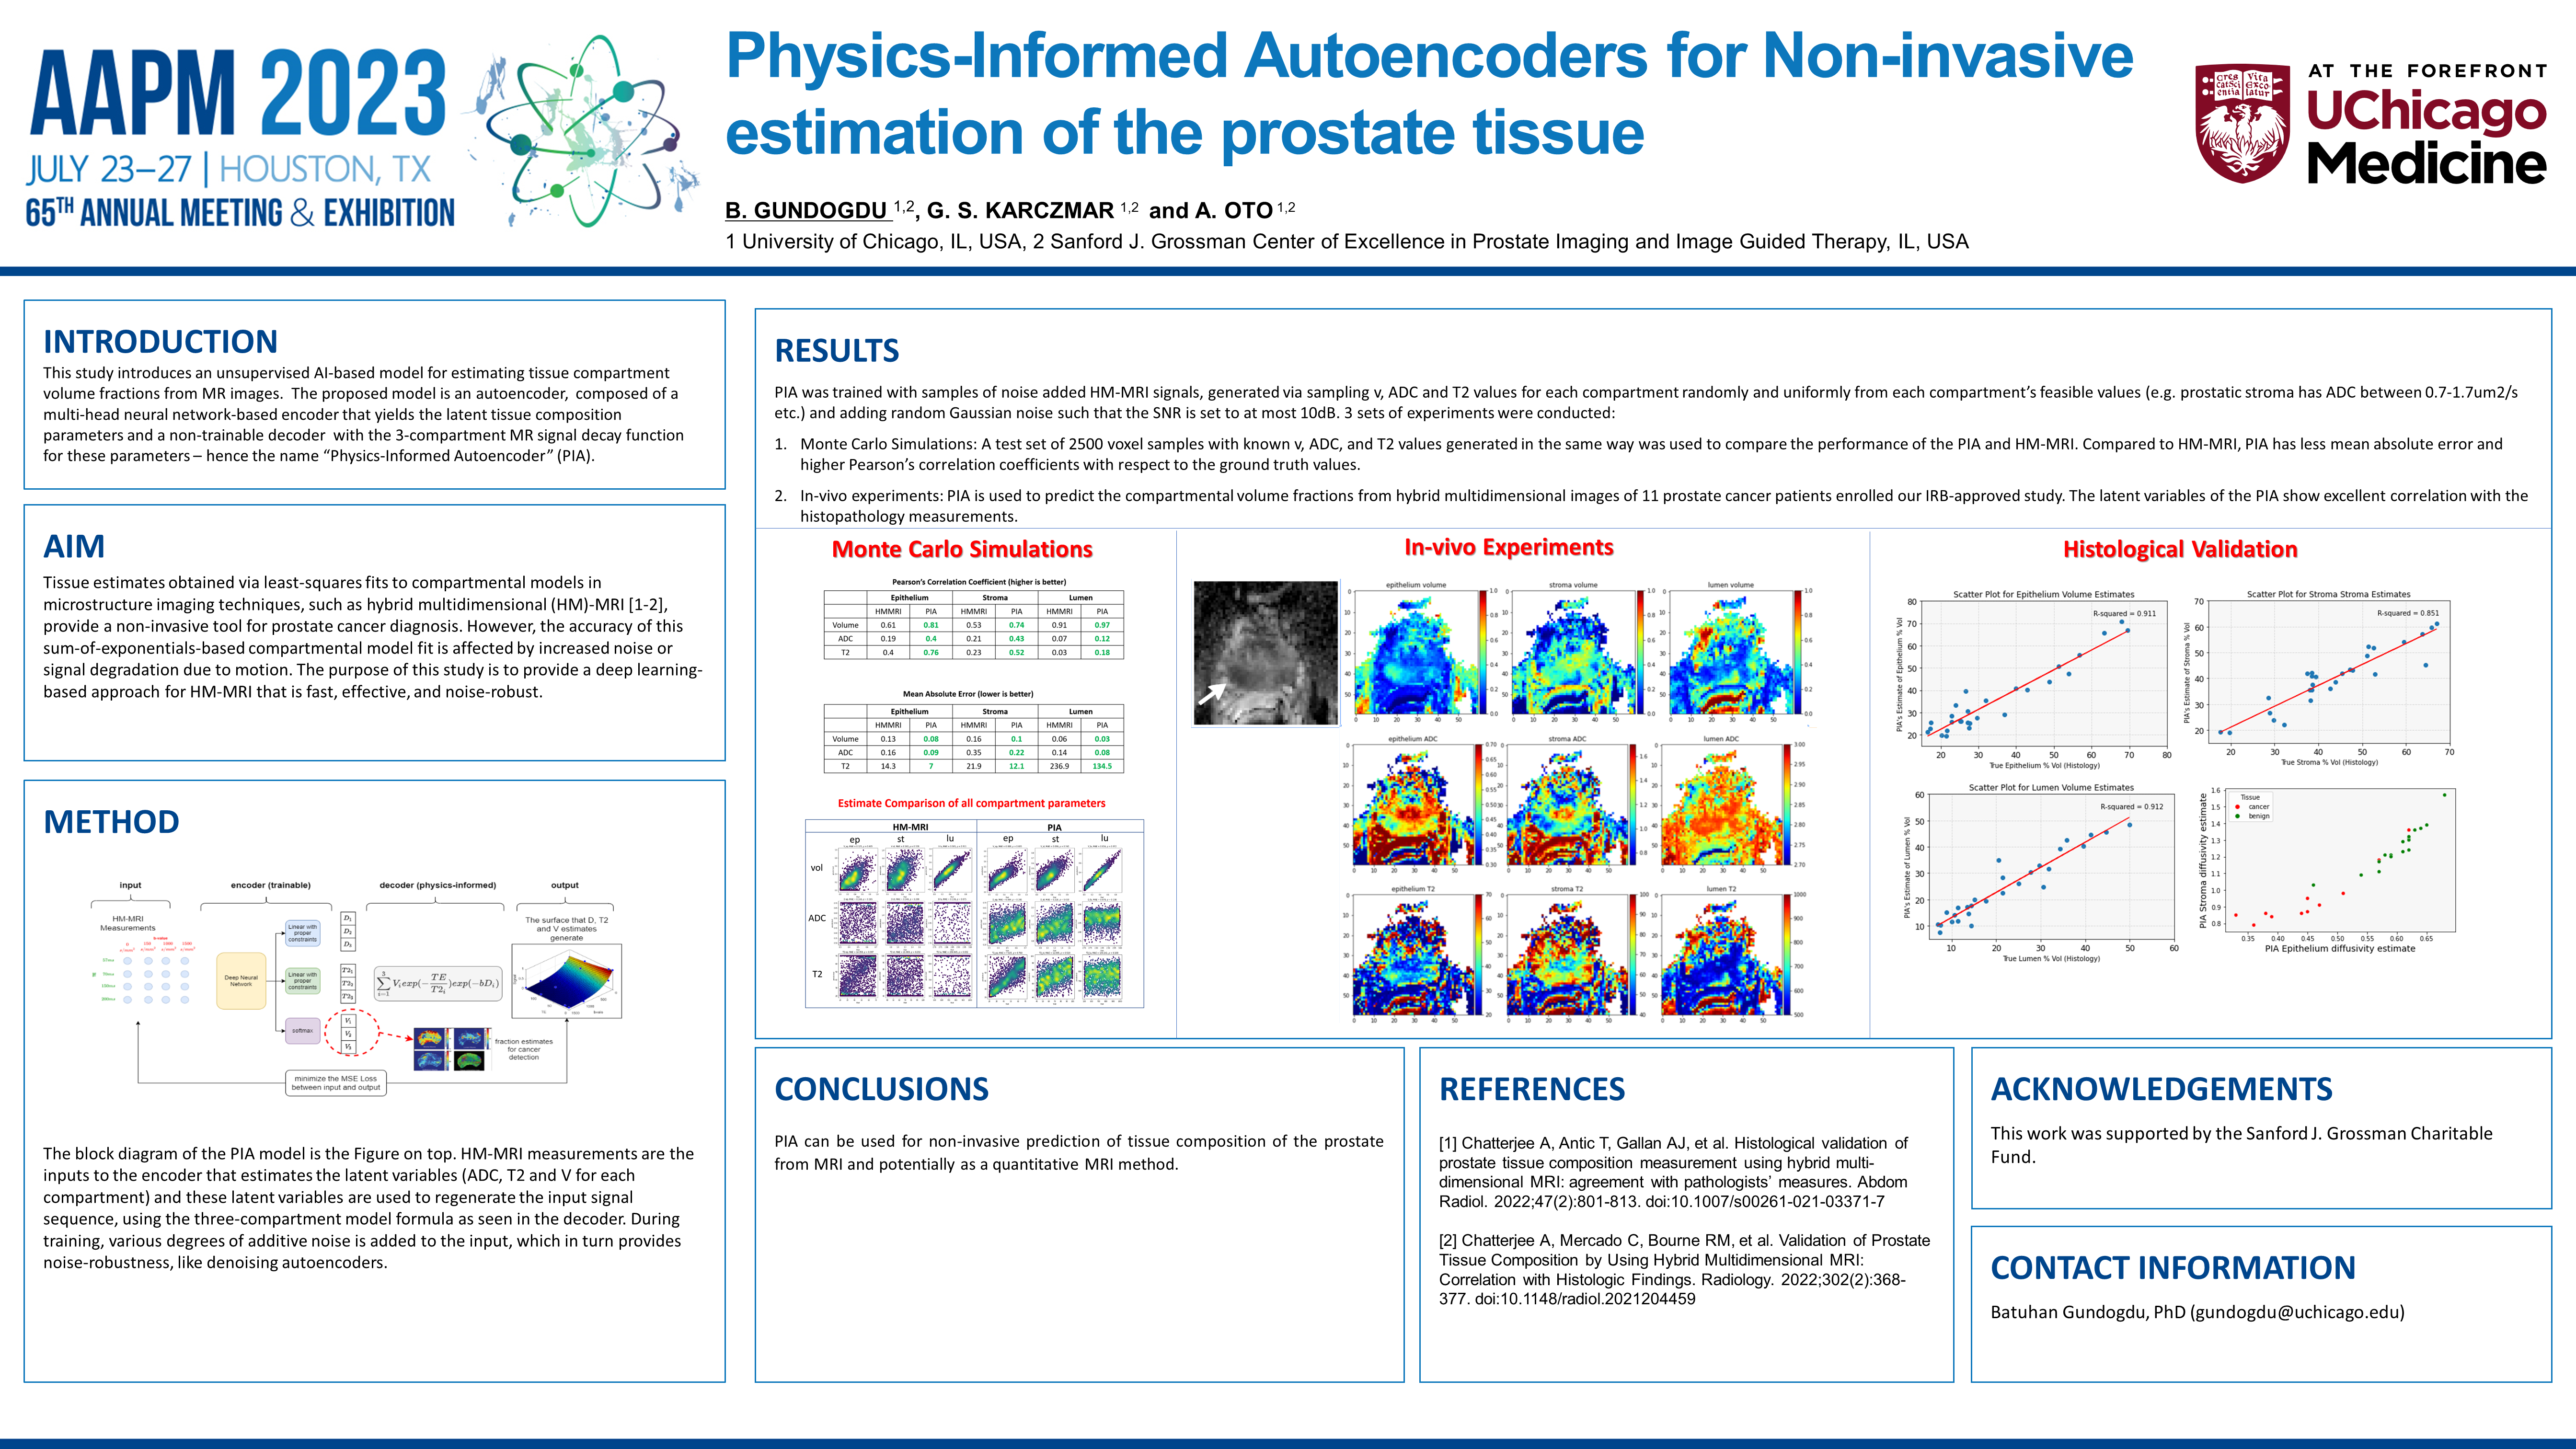 AAPM 2023
JULY 23–27 | HOUSTON, TX
65TH ANNUAL MEETING & EXHIBITION
Physics-Informed Autoencoders for Non-invasive
estimation of the prostate tissue
B. GUNDOGDU 1,2, G. S. KARCZMAR 1,2 and A. OTO 1,2
1 University of Chicago, IL, USA, 2 Sanford J. Grossman Center of Excellence in Prostate Imaging and Image Guided Therapy, IL, USA
AT THE FOREFRONT
UChicago
Medicine
INTRODUCTION
This study introduces an unsupervised AI-based model for estimating tissue compartment
volume fractions from MR images. The proposed model is an autoencoder, composed of a
multi-head neural network-based encoder that yields the latent tissue composition
parameters and a non-trainable decoder with the 3-compartment MR signal decay function
for these parameters – hence the name “Physics-Informed Autoencoder” (PIA).
AIM
Tissue estimates obtained via least-squares fits to compartmental models in
microstructure imaging techniques, such as hybrid multidimensional (HM)-MRI [1-2],
provide a non-invasive tool for prostate cancer diagnosis. However, the accuracy of this
sum-of-exponentials-based compartmental model fit is affected by increased noise or
signal degradation due to motion. The purpose of this study is to provide a deep learning-
based approach for HM-MRI that is fast, effective, and noise-robust.
METHOD
input encoder (trainable) decoder (physics-informed) output
HM-MRI
Measurements
Deep Neural
Network
Linear with
proper
constraints
Linear with
proper
constraints
softmax
D1
D2
D3
T21
T22
T23
V1
V2
V3
The surface that D, T2
and V estimates
generate
fraction estimates
for cancer
detection
minimize the MSE Loss
between input and output
The block diagram of the PIA model is the Figure on top. HM-MRI measurements are the
inputs to the encoder that estimates the latent variables (ADC, T2 and V for each
compartment) and these latent variables are used to regenerate the input signal
sequence, using the three-compartment model formula as seen in the decoder. During
training, various degrees of additive noise is added to the input, which in turn provides
noise-robustness, like denoising autoencoders.
RESULTS
PIA was trained with samples of noise added HM-MRI signals, generated via sampling v, ADC and T2 values for each compartment randomly and uniformly from each compartment’s feasible values (e.g. prostatic stroma has ADC between 0.7-1.7um2/s
etc.) and adding random Gaussian noise such that the SNR is set to at most 10dB. 3 sets of experiments were conducted:
1. Monte Carlo Simulations: A test set of 2500 voxel samples with known v, ADC, and T2 values generated in the same way was used to compare the performance of the PIA and HM-MRI. Compared to HM-MRI, PIA has less mean absolute error and
higher Pearson’s correlation coefficients with respect to the ground truth values.
2. In-vivo experiments: PIA is used to predict the compartmental volume fractions from hybrid multidimensional images of 11 prostate cancer patients enrolled our IRB-approved study. The latent variables of the PIA show excellent correlation with the
histopathology measurements.
Monte Carlo Simulations
Pearson’s Correlation Coefficient (higher is better)
Epithelium Stroma Lumen
HMMRI PIA HMMRI PIA HMMRI PIA
Volume 0.61 0.81 0.53 0.74 0.91 0.97
ADC 0.19 0.4 0.21 0.43 0.07 0.12
T2 0.4 0.76 0.23 0.52 0.03 0.18
Mean Absolute Error (lower is better)
Epithelium Stroma Lumen
HMMRI PIA HMMRI PIA HMMRI PIA
Volume 0.13 0.08 0.16 0.1 0.06 0.03
ADC 0.16 0.09 0.35 0.22 0.14 0.08
T2 14.3 7 21.9 12.1 236.9 134.5
Estimate Comparison of all compartment parameters
HM-MRI PIA
ep st lu ep st lu
vol
ADC
T2
In-vivo Experiments
epithelium volume stroma volume lumen volume
epithelium ADC stroma ADC lumen ADC
epithelium T2 stroma T2 lumen T2
Histological Validation
Scatter Plot for Epithelium Volume Estimates
R-squared = 0.911
PIA's Estimate of Epithelium % Vol
True Epithelium % Vol (Histology)
Scatter Plot for Stroma Stroma Estimates
R-squared = 0.851
PIA's Estimate of Stroma % Vol
True Stroma % Vol (Histology)
Scatter Plot for Lumen Volume Estimates
R-squared = 0.912
PIA's Estimate of Lumen % Vol
True Lumen % Vol (Histology)
Tissue
cancer
benign
PIA Stroma diffusivity estimate
PIA Epithelium diffusivity estimate
CONCLUSIONS
PIA can be used for non-invasive prediction of tissue composition of the prostate
from MRI and potentially as a quantitative MRI method.
REFERENCES
[1] Chatterjee A, Antic T, Gallan AJ, et al. Histological validation of
prostate tissue composition measurement using hybrid multi-
dimensional MRI: agreement with pathologists’ measures. Abdom
Radiol. 2022;47(2):801-813. doi:10.1007/s00261-021-03371-7
[2] Chatterjee A, Mercado C, Bourne RM, et al. Validation of Prostate
Tissue Composition by Using Hybrid Multidimensional MRI:
Correlation with Histologic Findings. Radiology. 2022;302(2):368-
377. doi:10.1148/radiol.2021204459
ACKNOWLEDGEMENTS
This work was supported by the Sanford J. Grossman Charitable
Fund.
CONTACT INFORMATION
Batuhan Gundogdu, PhD (gundogdu@uchicago.edu)